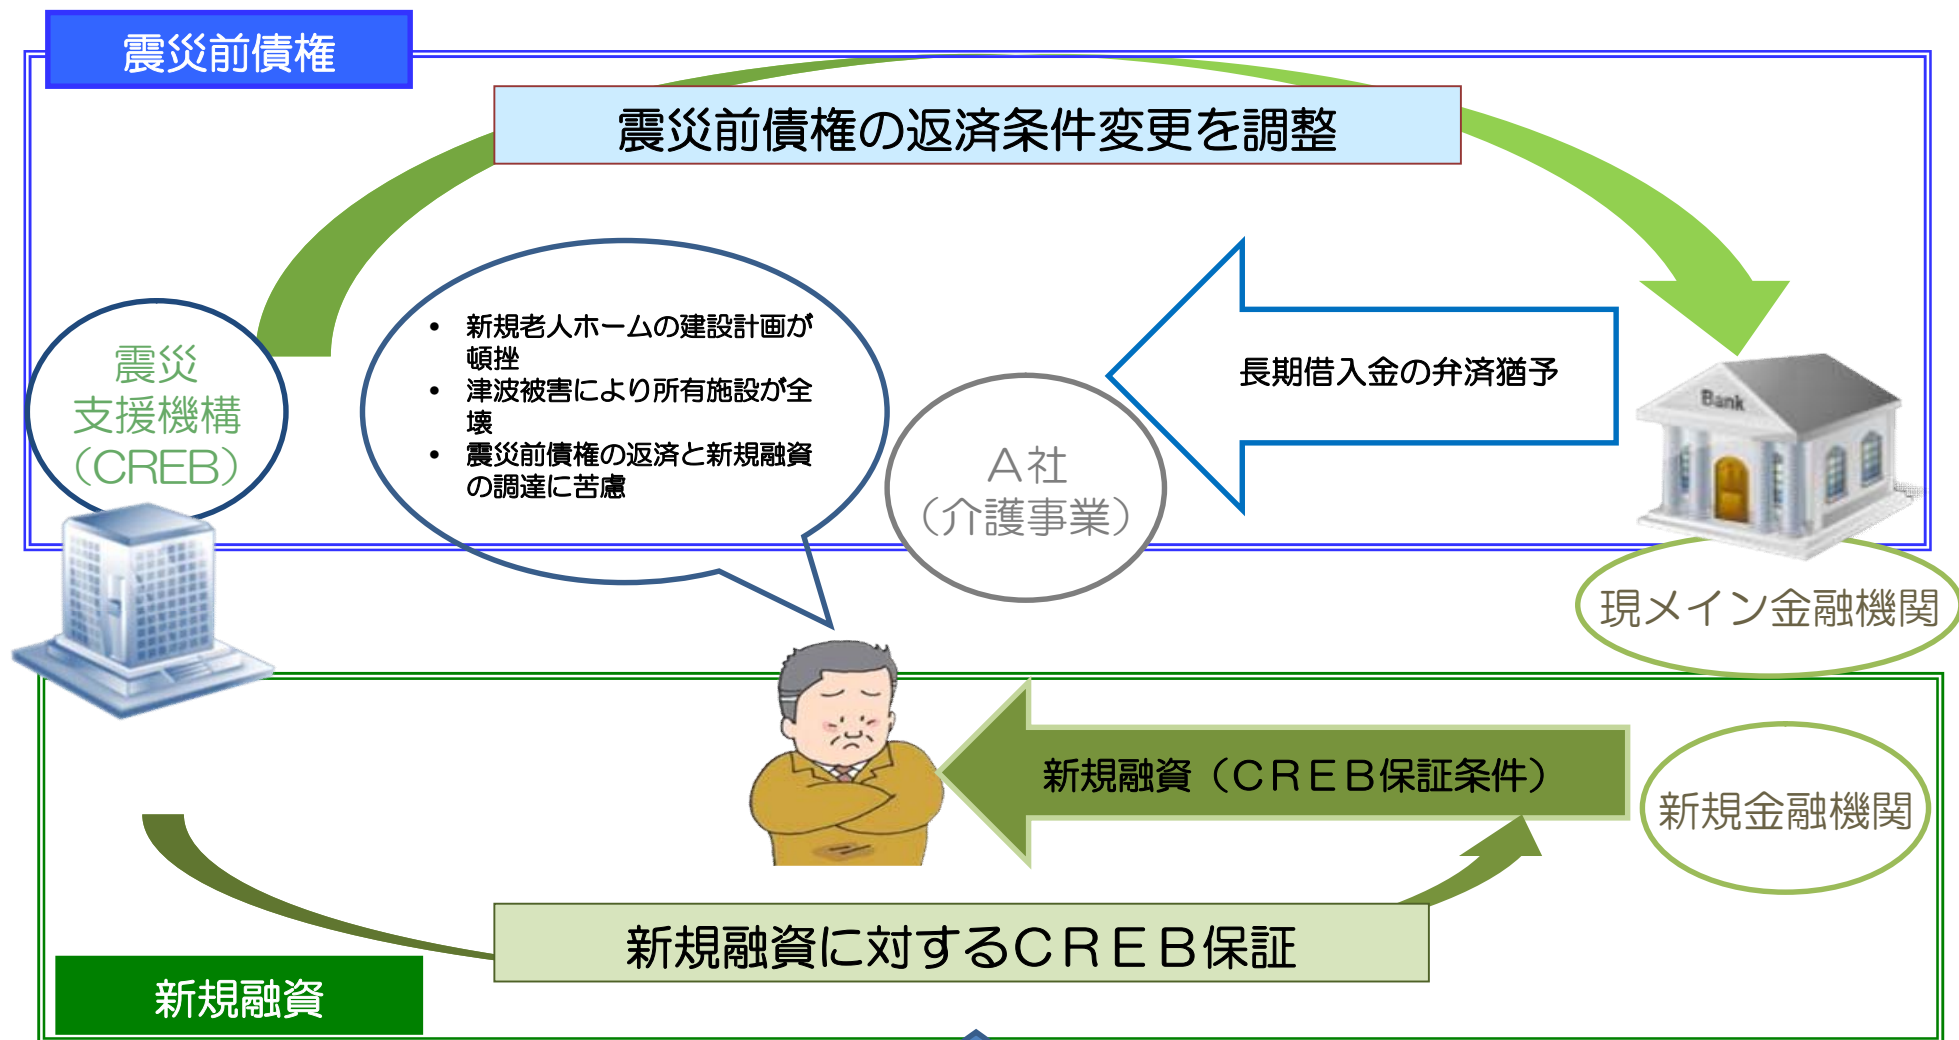 震災前債権
震災前債権の返済条件変更を調整
震災
支援機構
（CREB）
• 新規老人ホームの建設計画が
頓挫
• 津波被害により所有施設が全
壊
• 震災前債権の返済と新規融資
の調達に苦慮
A社
（介護事業）
長期借入金の弁済猶予
Bank
現メイン金融機関
新規融資（ＣＲＥＢ保証条件）
新規金融機関
新規融資に対するＣＲＥＢ保証
新規融資